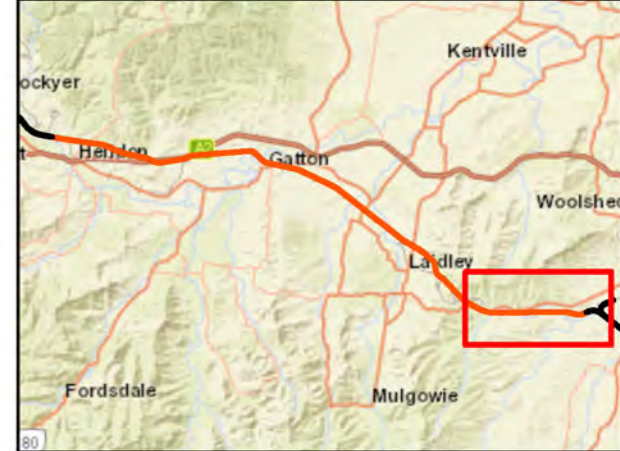 Kentville
ockyer
Helidon
A2
Gatton
t
Woolshed
Laidley
Fordsdale
Mulgowie
80